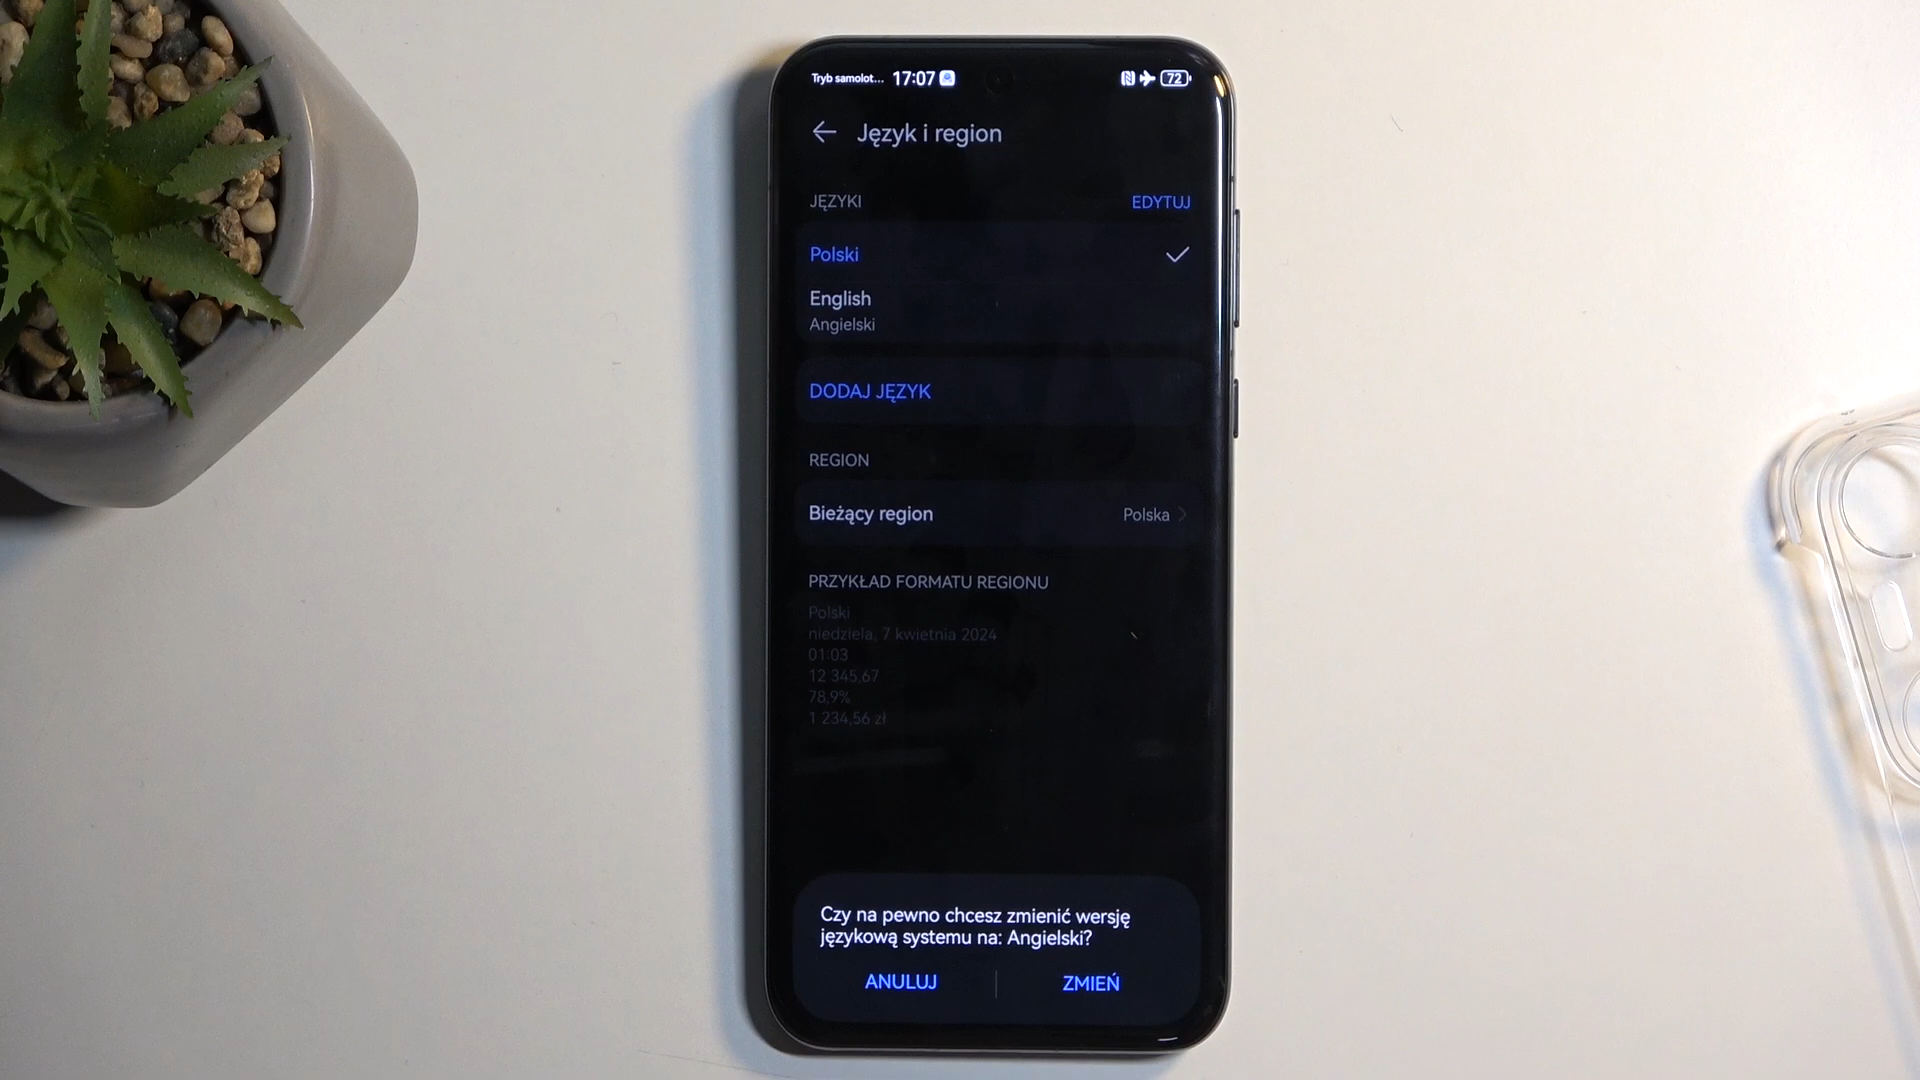 Tryb samolot... 17:07 72
Język i region
JĘZYKI EDYTUJ
Polski
English
Angielski
DODAJ JĘZYK
REGION
Bieżący region Polska
PRZYKŁAD FORMATU REGIONU
Polski
niedziela, 7 kwietnia 2024
01:03
12 345,67
78,9%
1 234,56 zł
Czy na pewno chcesz zmienić wersję
językową systemu na: Angielski?
ANULUJ ZMIEŃ